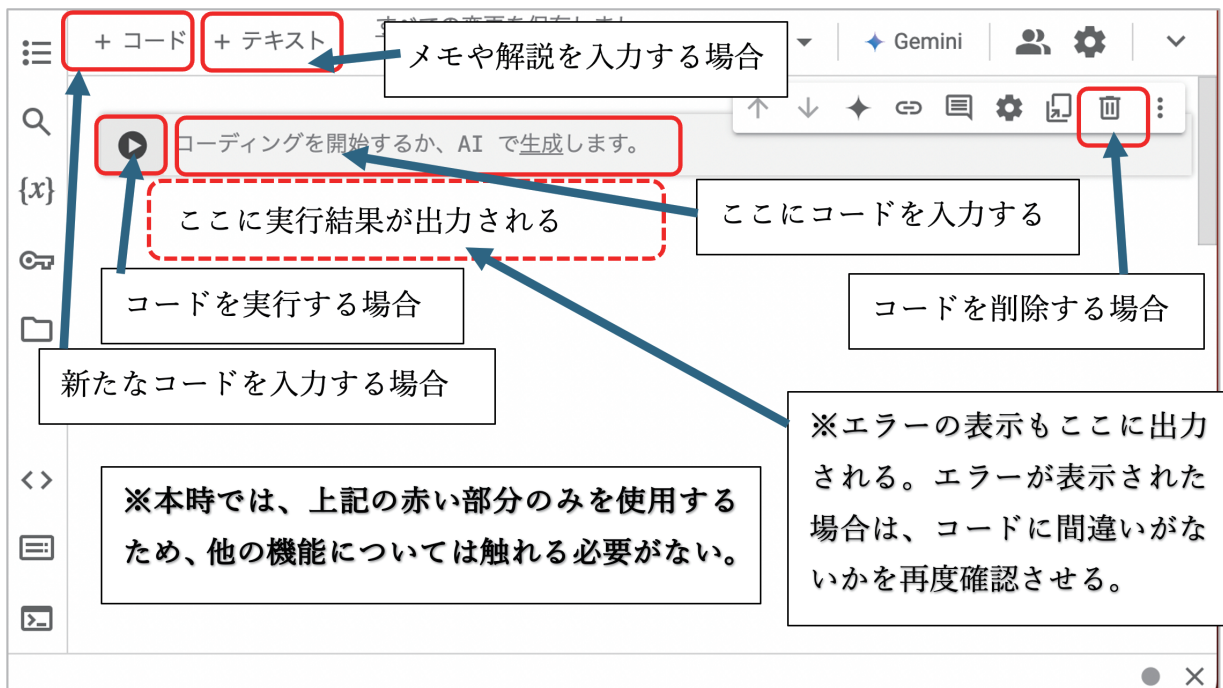 + コード + テキスト
Gemini
メモや解説を入力する場合
コーディングを開始するか、AI で生成します。
{x}
ここに実行結果が出力される
ここにコードを入力する
コードを実行する場合
コードを削除する場合
新たなコードを入力する場合
※エラーの表示もここに出力
される。エラーが表示された
場合は、コードに間違いがな
いかを再度確認させる。
※本時では、上記の赤い部分のみを使用する
ため、他の機能については触れる必要がない。